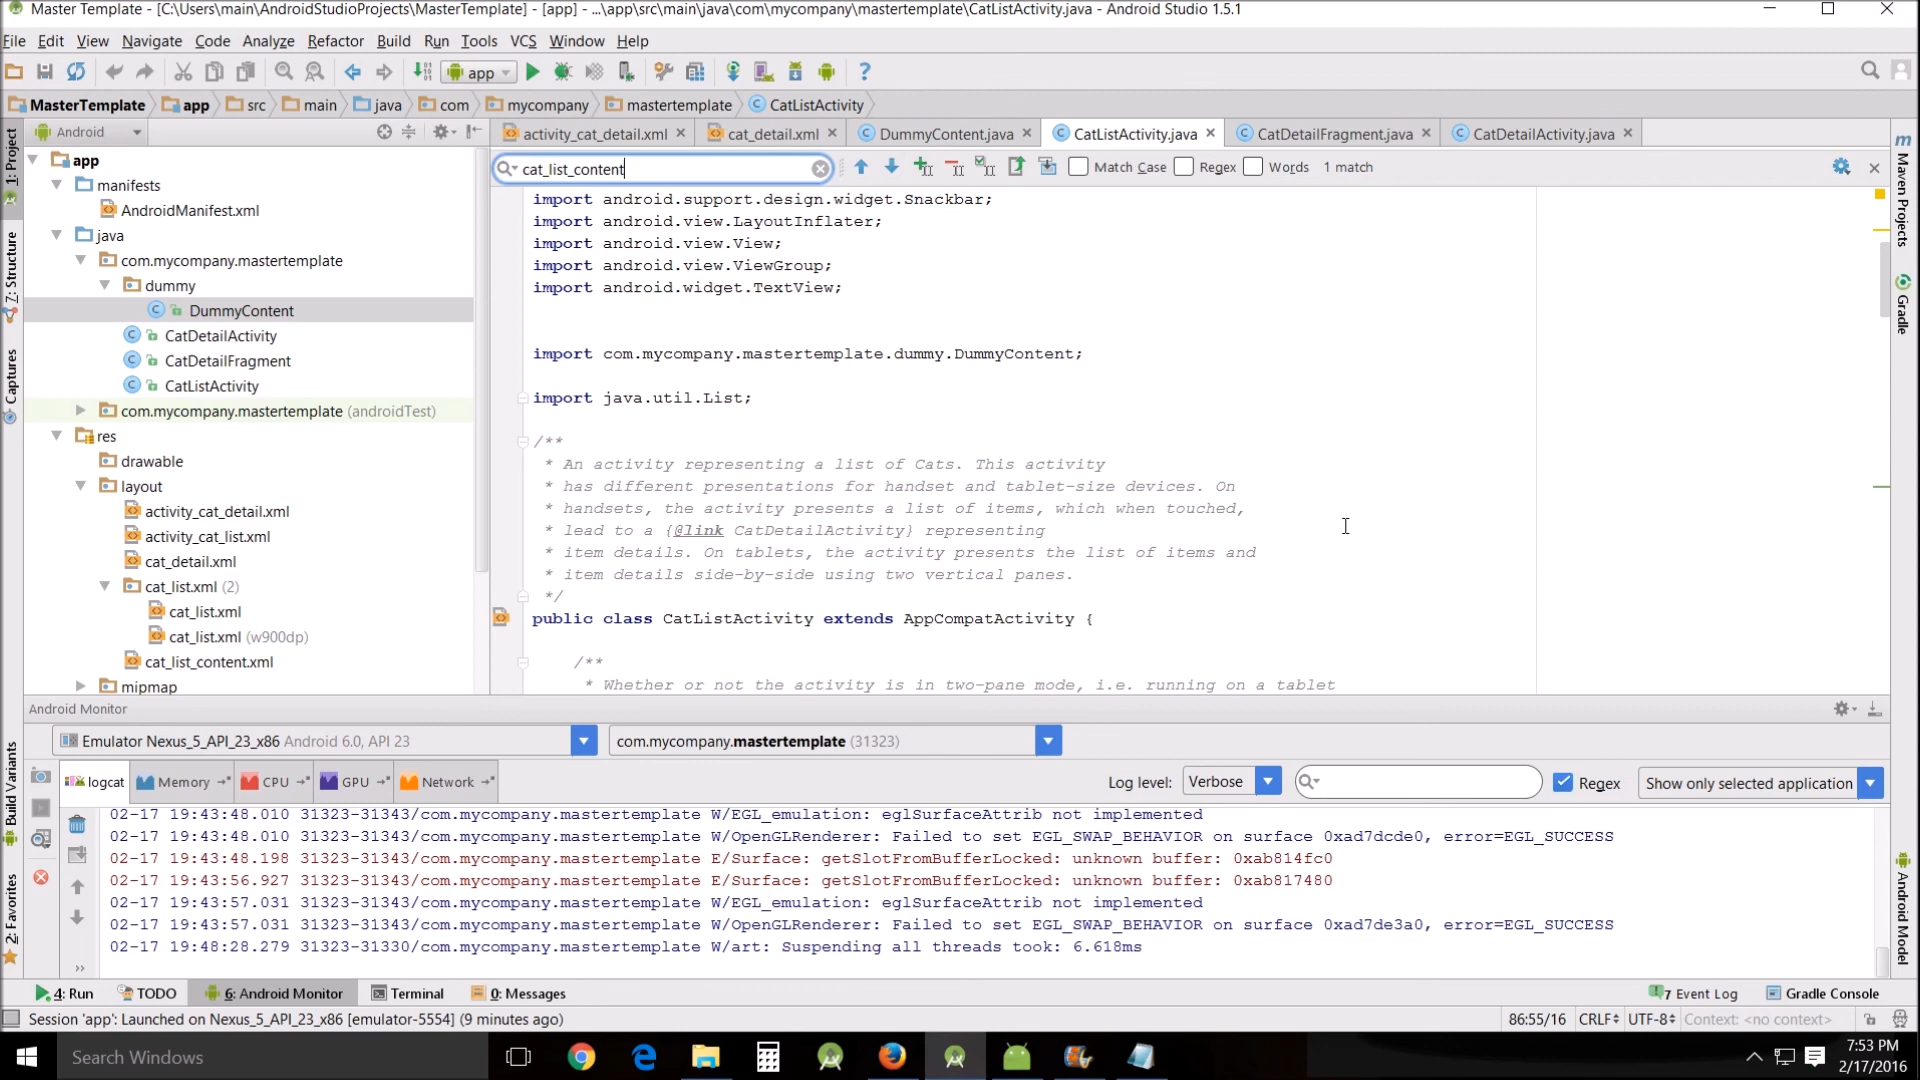 Master Template - [C:\Users\main\AndroidStudioProjects\MasterTemplate] - [app] - ...\app\src\main\java\com\mycompany\mastertemplate\CatListActivity.java - Android Studio 1.5.1
File Edit View Navigate Code Analyze Refactor Build Run Tools VCS Window Help
app
MasterTemplate app src main java com mycompany mastertemplate CatListActivity
Android
activity_cat_detail.xml cat_detail.xml DummyContent.java CatListActivity.java CatDetailFragment.java CatDetailActivity.java
cat_list_content Match Case Regex Words 1 match
1: Project
7: Structure
Captures
Build Variants
2: Favorites
app
manifests
AndroidManifest.xml
java
com.mycompany.mastertemplate
dummy
DummyContent
CatDetailActivity
CatDetailFragment
CatListActivity
com.mycompany.mastertemplate (androidTest)
res
drawable
layout
activity_cat_detail.xml
activity_cat_list.xml
cat_detail.xml
cat_list.xml (2)
cat_list.xml
cat_list.xml (w900dp)
cat_list_content.xml
mipmap
import android.support.design.widget.Snackbar;
import android.view.LayoutInflater;
import android.view.View;
import android.view.ViewGroup;
import android.widget.TextView;
import com.mycompany.mastertemplate.dummy.DummyContent;
import java.util.List;
/**
* An activity representing a list of Cats. This activity
* has different presentations for handset and tablet-size devices. On
* handsets, the activity presents a list of items, which when touched,
* lead to a {@link CatDetailActivity} representing
* item details. On tablets, the activity presents the list of items and
* item details side-by-side using two vertical panes.
*/
public class CatListActivity extends AppCompatActivity {
/**
* Whether or not the activity is in two-pane mode, i.e. running on a tablet
Maven Projects
Gradle
Android Model
Android Monitor
Emulator Nexus_5_API_23_x86 Android 6.0, API 23 com.mycompany.mastertemplate (31323)
logcat Memory CPU GPU Network Log level: Verbose Regex Show only selected application
02-17 19:43:48.010 31323-31343/com.mycompany.mastertemplate W/EGL_emulation: eglSurfaceAttrib not implemented
02-17 19:43:48.010 31323-31343/com.mycompany.mastertemplate W/OpenGLRenderer: Failed to set EGL_SWAP_BEHAVIOR on surface 0xad7dcde0, error=EGL_SUCCESS
02-17 19:43:48.198 31323-31343/com.mycompany.mastertemplate E/Surface: getSlotFromBufferLocked: unknown buffer: 0xab814fc0
02-17 19:43:56.927 31323-31343/com.mycompany.mastertemplate E/Surface: getSlotFromBufferLocked: unknown buffer: 0xab817480
02-17 19:43:57.031 31323-31343/com.mycompany.mastertemplate W/EGL_emulation: eglSurfaceAttrib not implemented
02-17 19:43:57.031 31323-31343/com.mycompany.mastertemplate W/OpenGLRenderer: Failed to set EGL_SWAP_BEHAVIOR on surface 0xad7de3a0, error=EGL_SUCCESS
02-17 19:48:28.279 31323-31330/com.mycompany.mastertemplate W/art: Suspending all threads took: 6.618ms
4: Run TODO 6: Android Monitor Terminal 0: Messages 7 Event Log Gradle Console
Session 'app': Launched on Nexus_5_API_23_x86 [emulator-5554] (9 minutes ago) 86:55/16 CRLF UTF-8 Context: <no context>
Search Windows
7:53 PM
2/17/2016